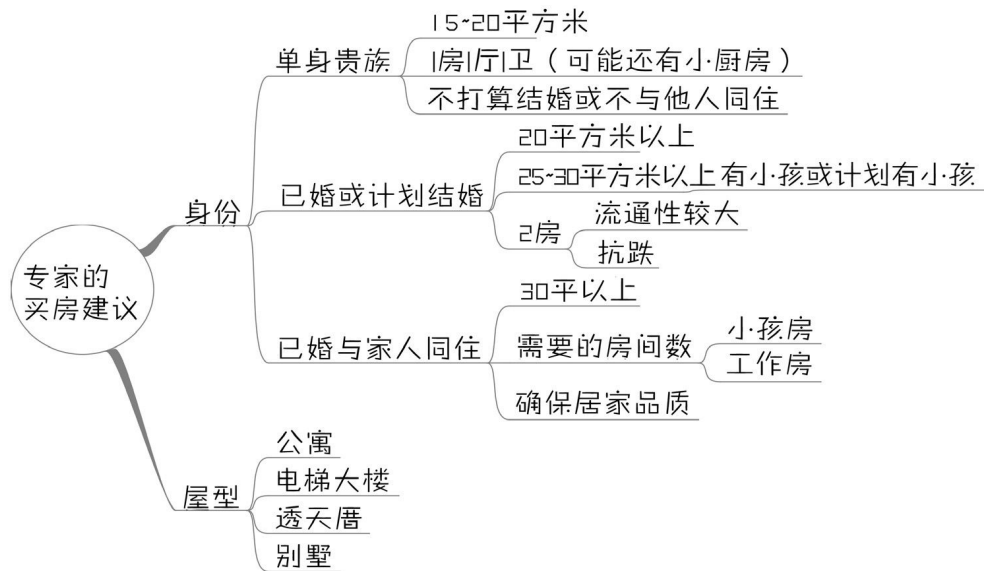 专家的
买房建议
身份
单身贵族
15~20平方米
1房1厅1卫（可能还有小厨房）
不打算结婚或不与他人同住
已婚或计划结婚
20平方米以上
25~30平方米以上有小孩或计划有小孩
2房
流通性较大
抗跌
已婚与家人同住
30平以上
需要的房间数
小孩房
工作房
确保居家品质
屋型
公寓
电梯大楼
透天厝
别墅